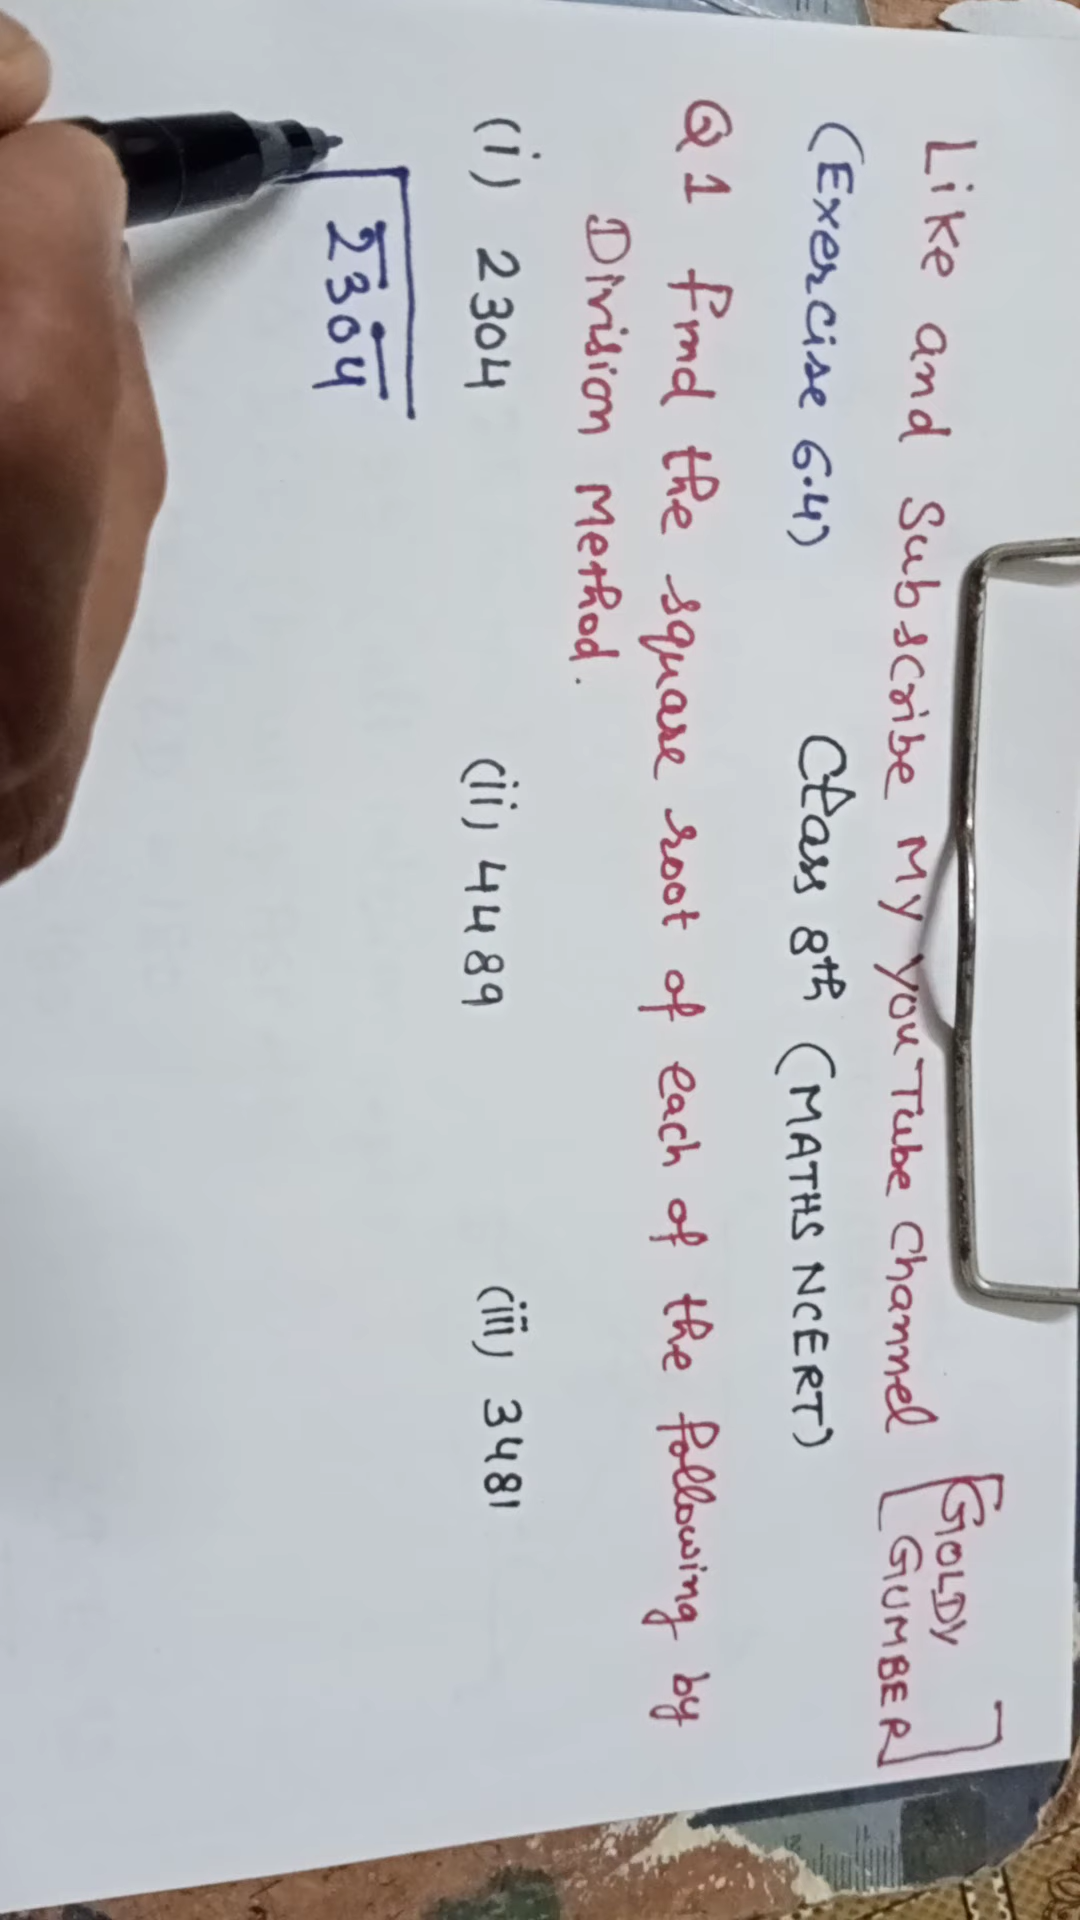 Like and Subscribe My YouTube Channel [GOLDY GUMBER]
(Exercise 6.4) Class 8th (MATHS NCERT)
Q1 find the square root of each of the following by
Division Method.
(i) 2304 (ii) 4489 (iii) 3481
2304